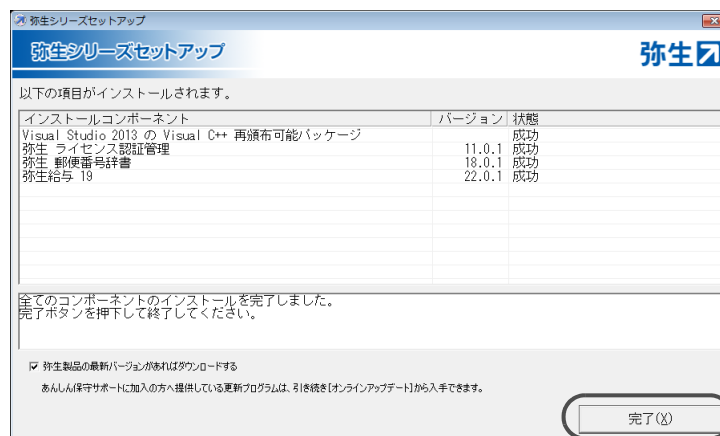 弥生シリーズセットアップ
弥生シリーズセットアップ
弥生
以下の項目がインストールされます。
インストールコンポーネント バージョン 状態
Visual Studio 2013 の Visual C++ 再頒布可能パッケージ 成功
弥生 ライセンス認証管理 11.0.1 成功
弥生 郵便番号辞書 18.0.1 成功
弥生給与 19 22.0.1 成功
全てのコンポーネントのインストールを完了しました。
完了ボタンを押下して終了してください。
弥生製品の最新バージョンがあればダウンロードする
あんしん保守サポートに加入の方へ提供している更新プログラムは、引き続き[オンラインアップデート]から入手できます。
完了(X)